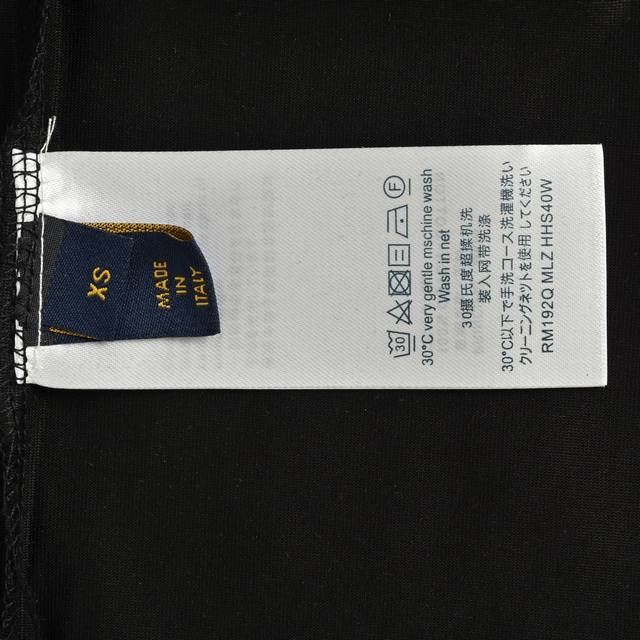 XS
MADE
IN
ITALY
30
F
30°C very gentle mschine wash
Wash in net
30摄氏度超揉机洗
装入网带洗涤
30°C以下で手洗コース洗濯機洗い
クリーニングネットを使用してください
RM192Q MLZ HHS40W